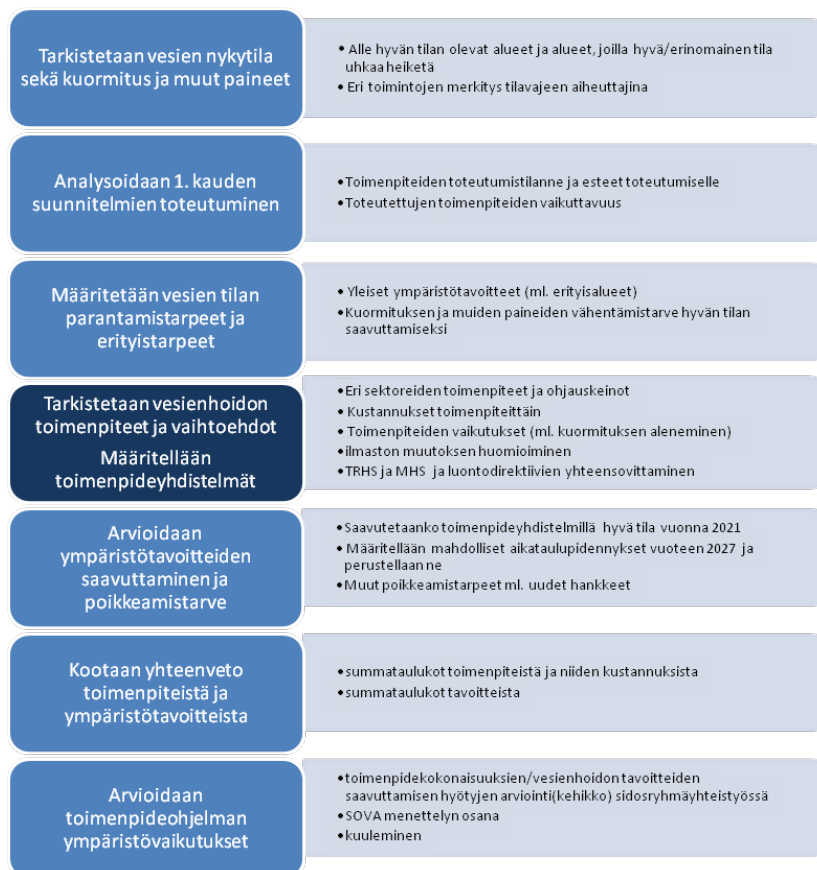 Tarkistetaan vesien nykytila
sekä kuormitus ja muut paineet
• Alle hyvän tilan olevat alueet ja alueet, joilla hyvä/erinomainen tila
uhkaa heiketä
• Eri toimintojen merkitys tilavajeen aiheuttajina
Analysoidaan 1. kauden
suunnitelmien toteutuminen
• Toimenpiteiden toteutumistilanne ja esteet toteutumiselle
• Toteutettujen toimenpiteiden vaikuttavuus
Määritetään vesien tilan
parantamistarpeet ja
erityistarpeet
• Yleiset ympäristötavoitteet (ml. erityisalueet)
• Kuormituksen ja muiden paineiden vähentämistarve hyvän tilan
saavuttamiseksi
Tarkistetaan vesienhoidon
toimenpiteet ja vaihtoehdot
Määritellään
toimenpideyhdistelmät
• Eri sektoreiden toimenpiteet ja ohjauskeinot
• Kustannukset toimenpiteittäin
• Toimenpiteiden vaikutukset (ml. kuormituksen aleneminen)
• ilmaston muutoksen huomioiminen
• TRHS ja MHS ja luontodirektiivien yhteensovittaminen
Arvioidaan
ympäristötavoitteiden
saavuttaminen ja
poikkeamistarve
• Saavutetaanko toimenpideyhdistelmillä hyvä tila vuonna 2021
• Määritellään mahdolliset aikataulupidennykset vuoteen 2027 ja
perustellaan ne
• Muut poikkeamistarpeet ml. uudet hankkeet
Kootaan yhteenveto
toimenpiteistä ja
ympäristötavoitteista
• summataulukot toimenpiteistä ja niiden kustannuksista
• summataulukot tavoitteista
Arvioidaan
toimenpideohjelman
ympäristövaikutukset
• toimenpidekokonaisuuksien/vesienhoidon tavoitteiden
saavuttamisen hyötyjen arviointi(kehikko) sidosryhmäyhteistyössä
• SOVA menettelyn osana
• kuuleminen